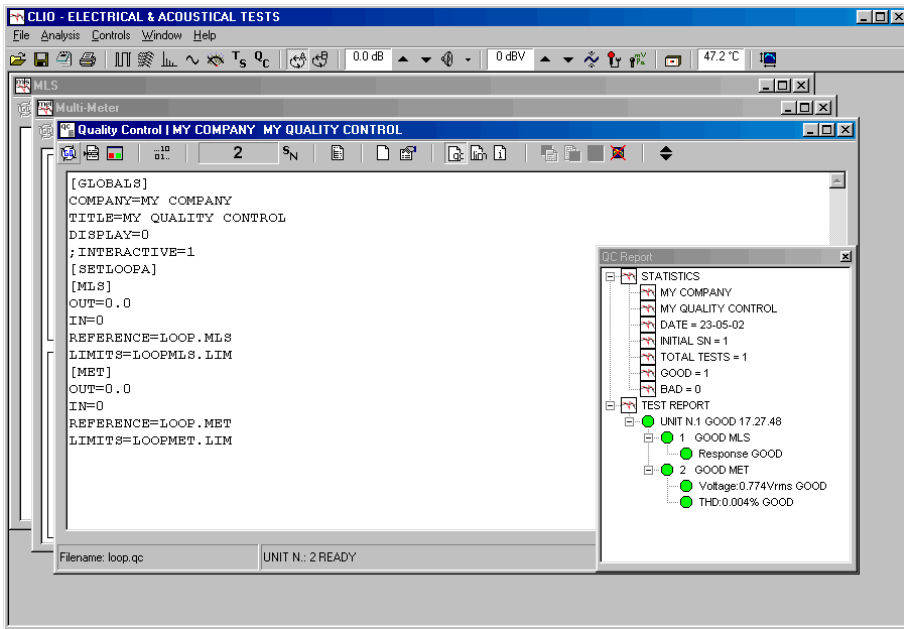 CLIO - ELECTRICAL & ACOUSTICAL TESTS
File Analysis Controls Window Help
TS QC 0.0 dB 0 dBV 47.2 °C
MLS
Multi-Meter
Quality Control | MY COMPANY MY QUALITY CONTROL
...10
01..
2 SN
[GLOBALS]
COMPANY=MY COMPANY
TITLE=MY QUALITY CONTROL
DISPLAY=0
;INTERACTIVE=1
[SETLOOPA]
[MLS]
OUT=0.0
IN=0
REFERENCE=LOOP.MLS
LIMITS=LOOPMLS.LIM
[MET]
OUT=0.0
IN=0
REFERENCE=LOOP.MET
LIMITS=LOOPMET.LIM
Filename: loop.qc
UNIT N.: 2 READY
QC Report
STATISTICS
MY COMPANY
MY QUALITY CONTROL
DATE = 23-05-02
INITIAL SN = 1
TOTAL TESTS = 1
GOOD = 1
BAD = 0
TEST REPORT
UNIT N.1 GOOD 17.27.48
1 GOOD MLS
Response GOOD
2 GOOD MET
Voltage:0.774Vrms GOOD
THD:0.004% GOOD